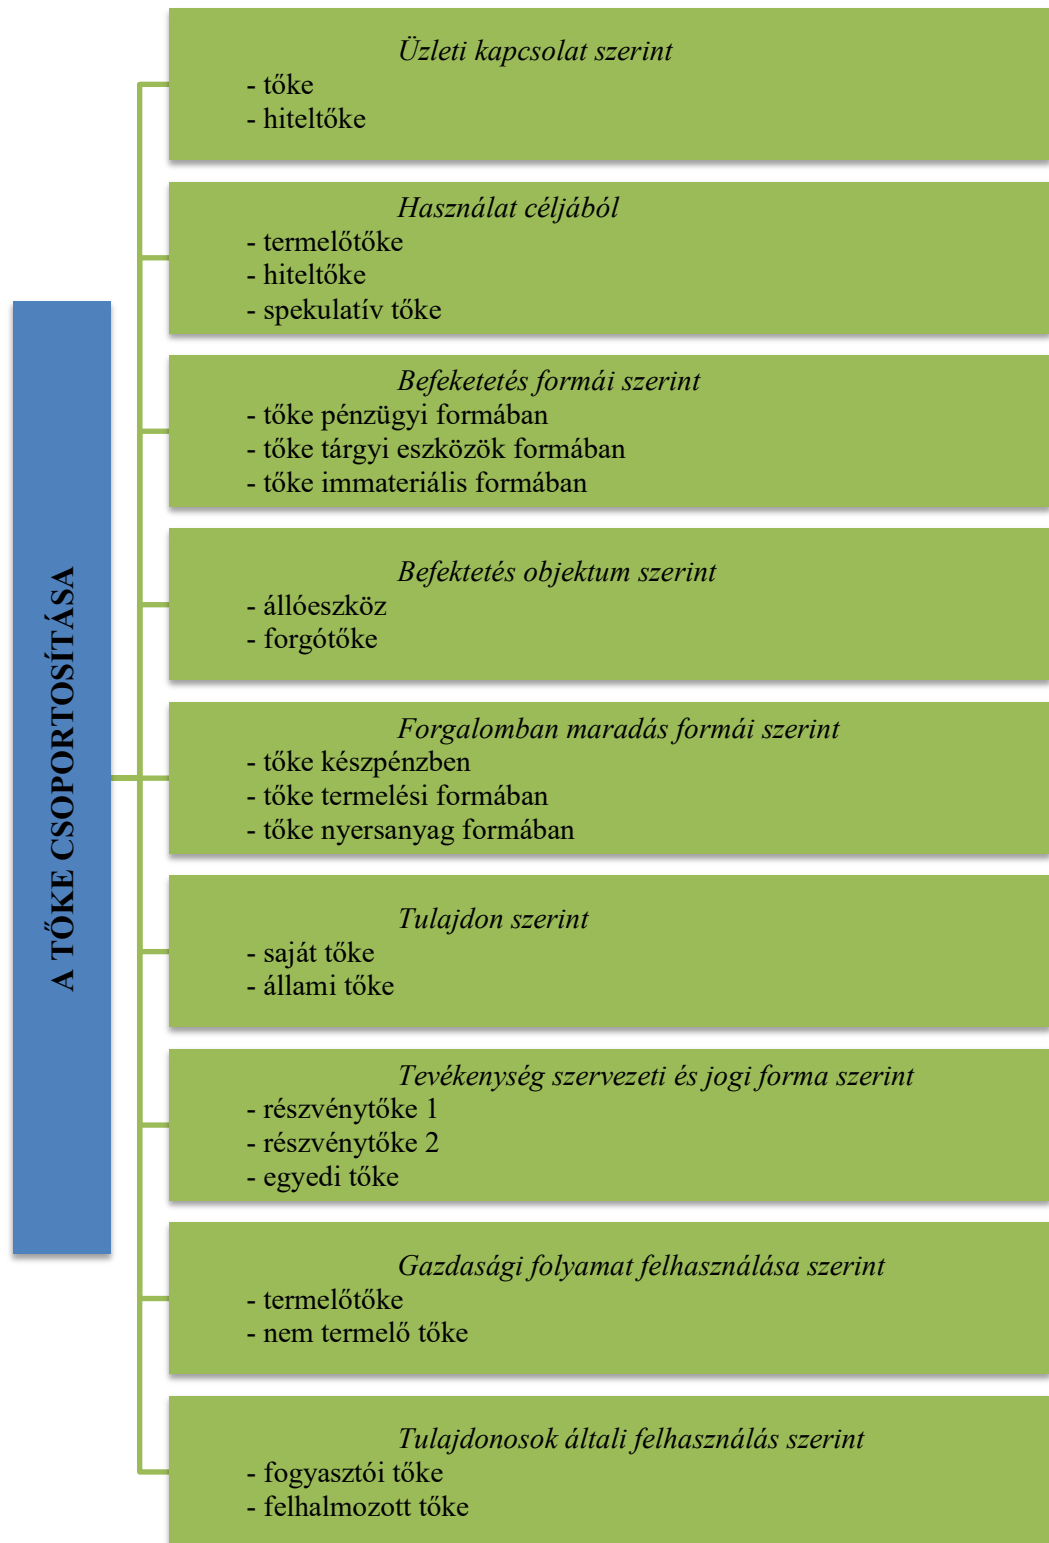 A TŐKE CSOPORTOSÍTÁSA
Üzleti kapcsolat szerint
- tőke
- hiteltőke
Használat céljából
- termelőtőke
- hiteltőke
- spekulatív tőke
Befeketetés formái szerint
- tőke pénzügyi formában
- tőke tárgyi eszközök formában
- tőke immateriális formában
Befektetés objektum szerint
- állóeszköz
- forgótőke
Forgalomban maradás formái szerint
- tőke készpénzben
- tőke termelési formában
- tőke nyersanyag formában
Tulajdon szerint
- saját tőke
- állami tőke
Tevékenység szervezeti és jogi forma szerint
- részvénytőke 1
- részvénytőke 2
- egyedi tőke
Gazdasági folyamat felhasználása szerint
- termelőtőke
- nem termelő tőke
Tulajdonosok általi felhasználás szerint
- fogyasztói tőke
- felhalmozott tőke